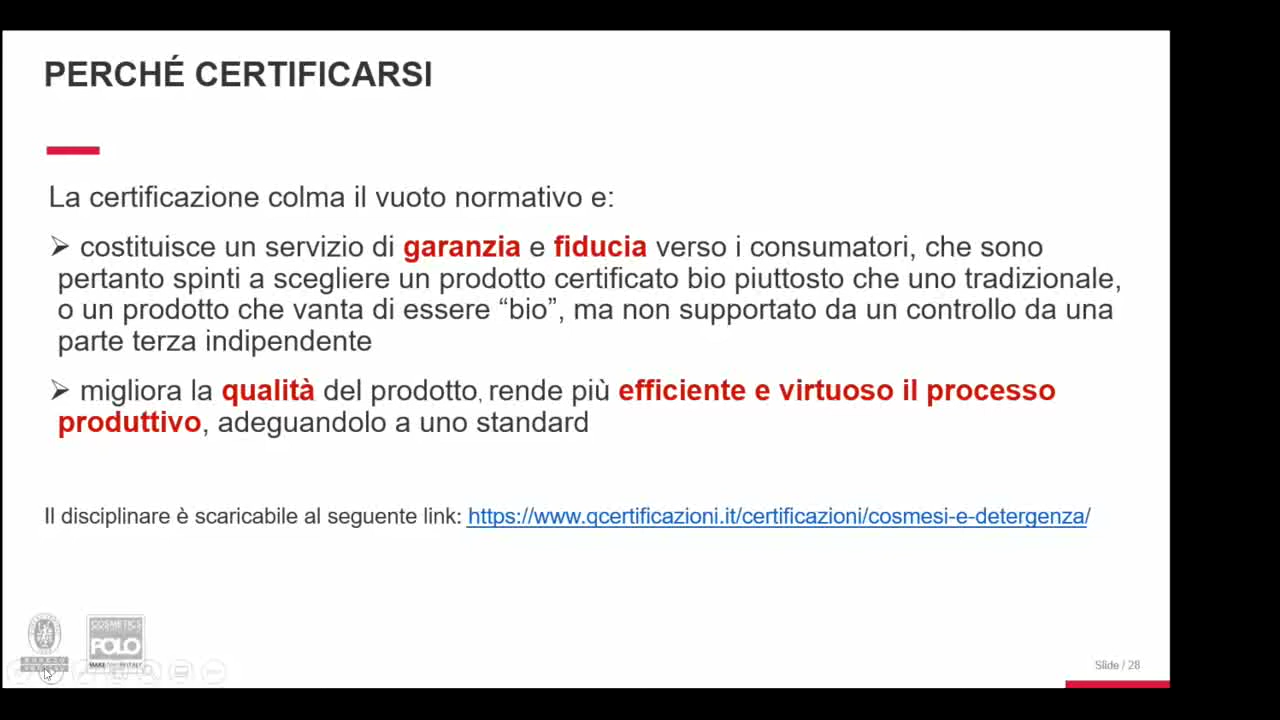 PERCHÉ CERTIFICARSI
La certificazione colma il vuoto normativo e:
➢ costituisce un servizio di garanzia e fiducia verso i consumatori, che sono
pertanto spinti a scegliere un prodotto certificato bio piuttosto che uno tradizionale,
o un prodotto che vanta di essere “bio”, ma non supportato da un controllo da una
parte terza indipendente
➢ migliora la qualità del prodotto, rende più efficiente e virtuoso il processo
produttivo, adeguandolo a uno standard
Il disciplinare è scaricabile al seguente link: https://www.qcertificazioni.it/certificazioni/cosmesi-e-detergenza/
COSMETICS
POLO
Slide / 28